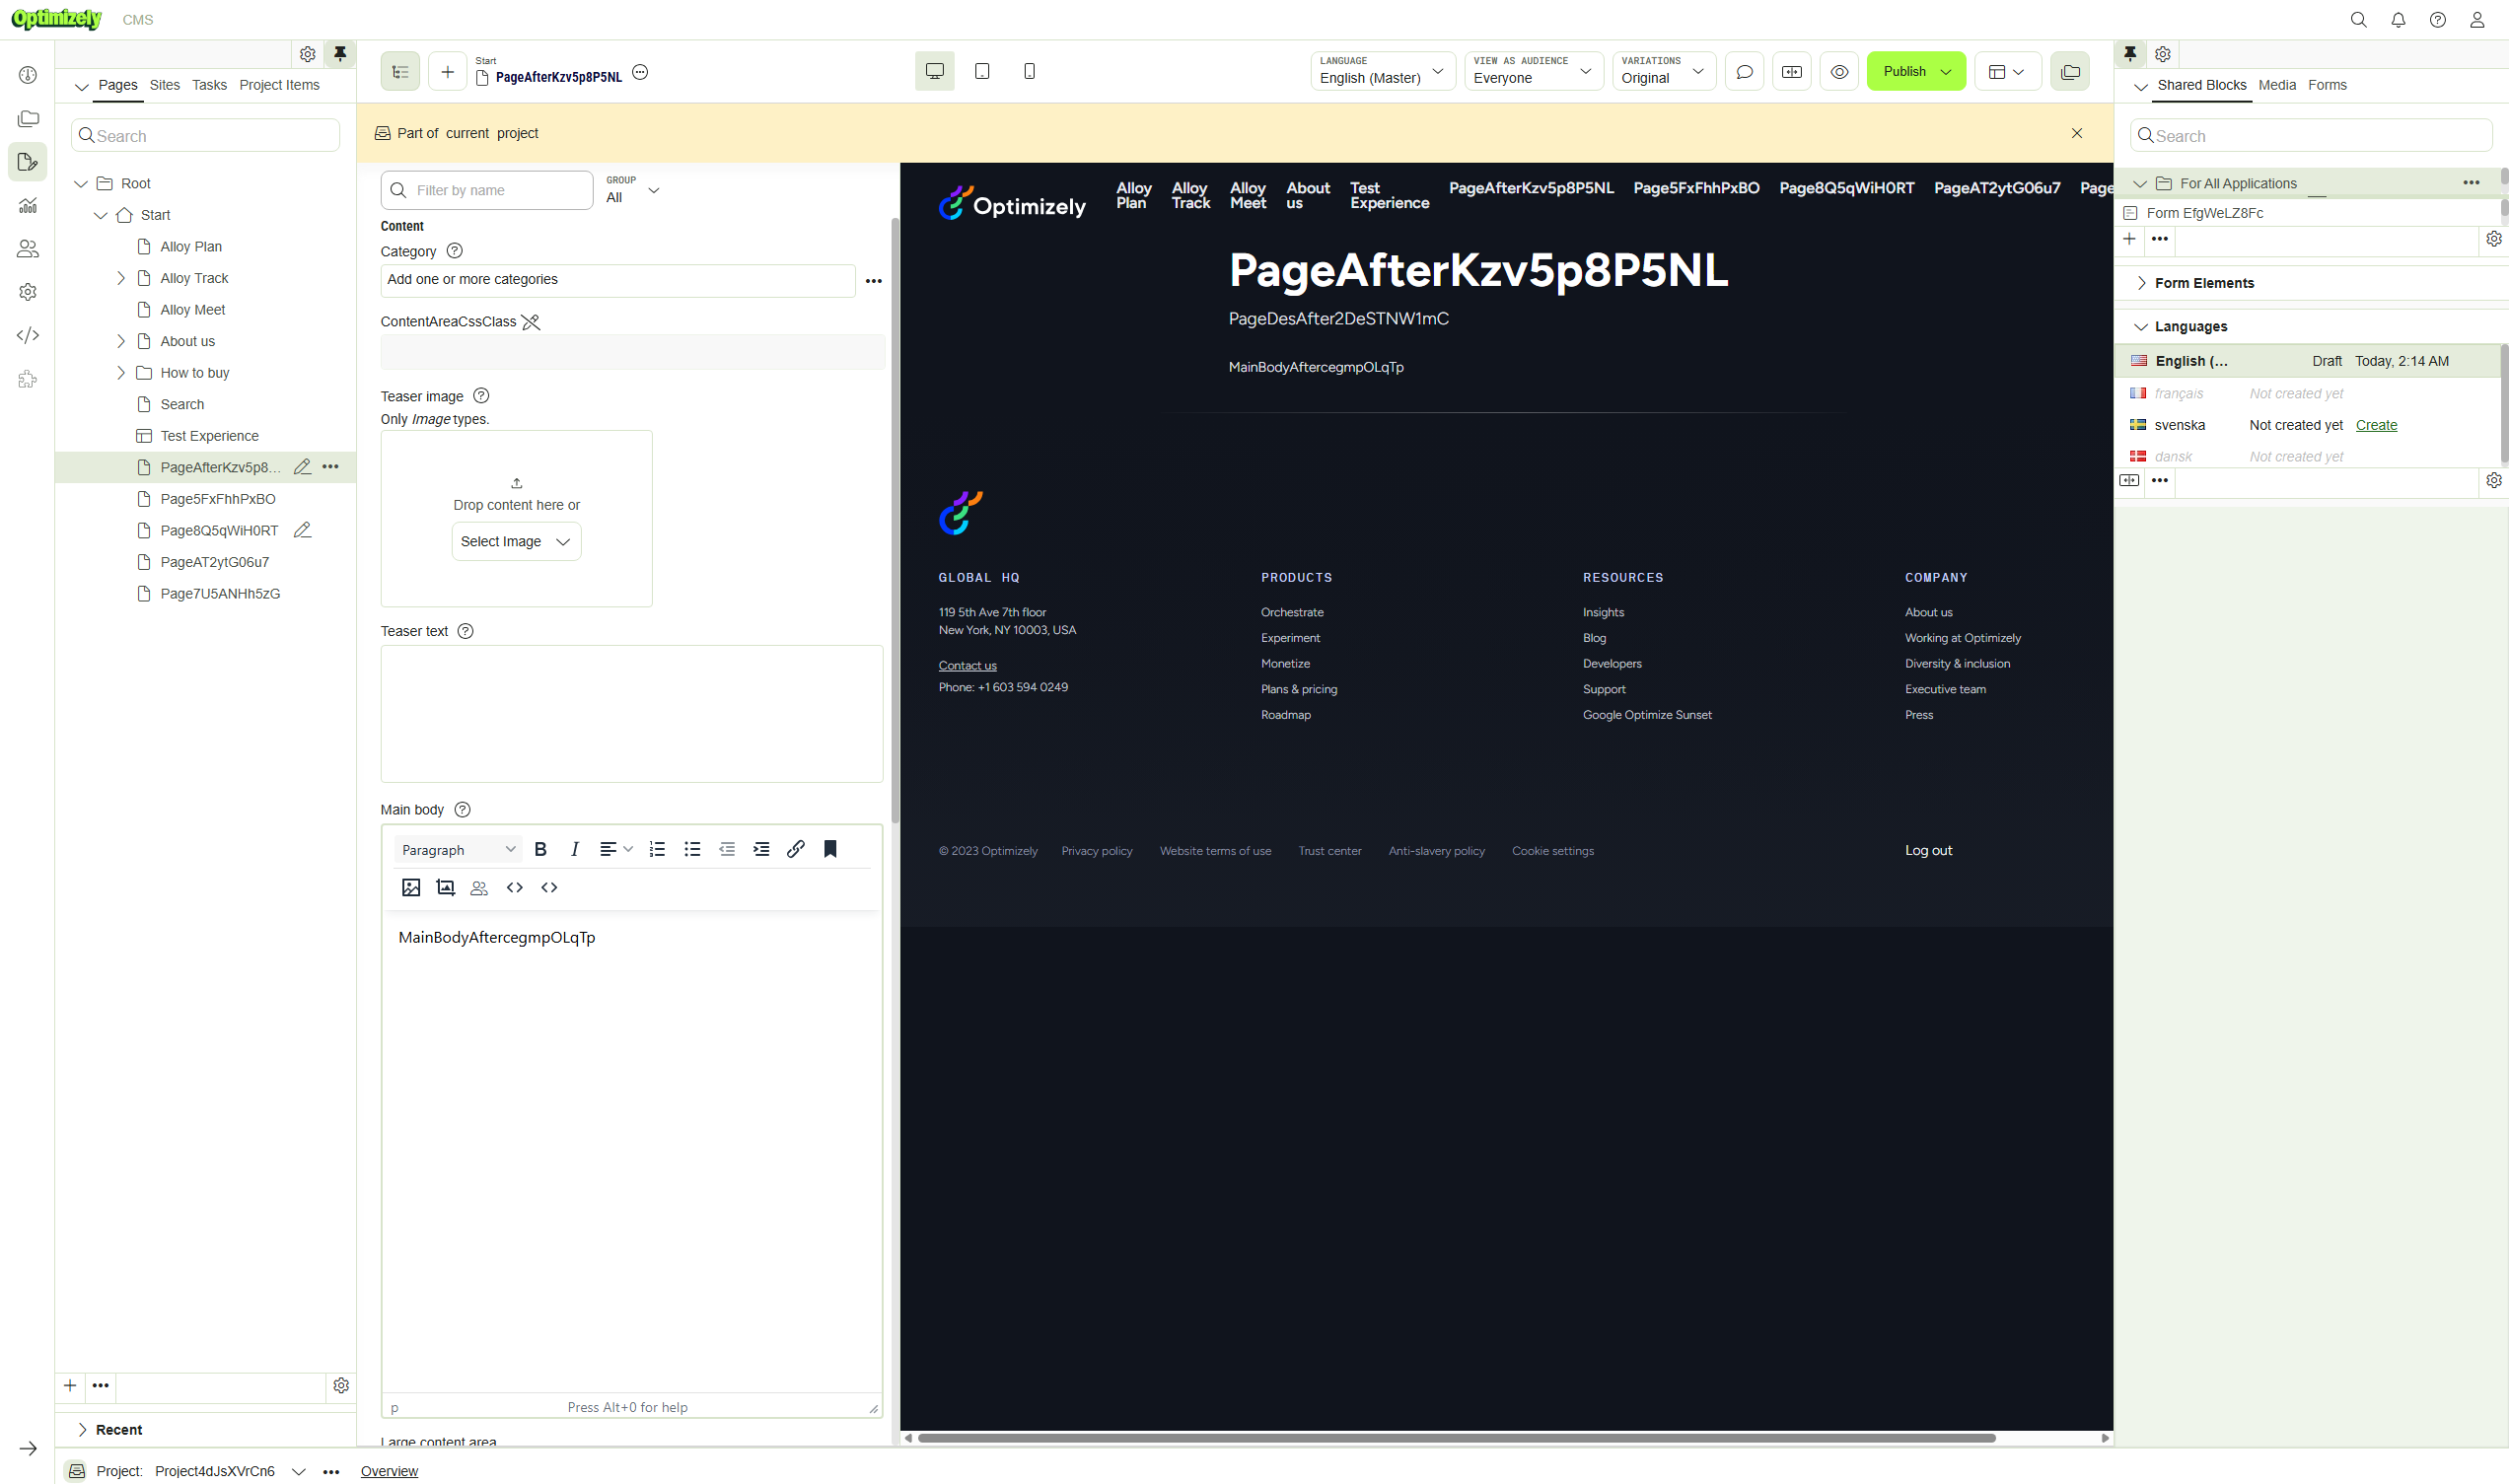 Optimizely CMS
Pages Sites Tasks Project Items
Search
Root
Start
Alloy Plan
Alloy Track
Alloy Meet
About us
How to buy
Search
Test Experience
PageAfterKzv5p8...
Page5FxFhhPxBO
Page8Q5qWiH0RT
PageAT2ytG06u7
Page7U5ANHh5zG
Recent
Project: Project4dJsXVrCn6 Overview
Start
PageAfterKzv5p8P5NL
LANGUAGE
English (Master)
VIEW AS AUDIENCE
Everyone
VARIATIONS
Original
Publish
Part of current project
Filter by name
GROUP
All
Content
Category
Add one or more categories
ContentAreaCssClass
Teaser image
Only Image types.
Drop content here or
Select Image
Teaser text
Main body
Paragraph
MainBodyAftercegmpOLqTp
p Press Alt+0 for help
Large content area
Optimizely
Alloy Plan
Alloy Track
Alloy Meet
About us
Test Experience
PageAfterKzv5p8P5NL
Page5FxFhhPxBO
Page8Q5qWiH0RT
PageAT2ytG06u7
Page
PageAfterKzv5p8P5NL
PageDesAfter2DeSTNW1mC
MainBodyAftercegmpOLqTp
GLOBAL HQ
119 5th Ave 7th floor
New York, NY 10003, USA
Contact us
Phone: +1 603 594 0249
PRODUCTS
Orchestrate
Experiment
Monetize
Plans & pricing
Roadmap
RESOURCES
Insights
Blog
Developers
Support
Google Optimize Sunset
COMPANY
About us
Working at Optimizely
Diversity & inclusion
Executive team
Press
© 2023 Optimizely Privacy policy Website terms of use Trust center Anti-slavery policy Cookie settings Log out
Shared Blocks Media Forms
Search
For All Applications
Form EfgWeLZ8Fc
Form Elements
Languages
English (... Draft Today, 2:14 AM
français Not created yet
svenska Not created yet Create
dansk Not created yet